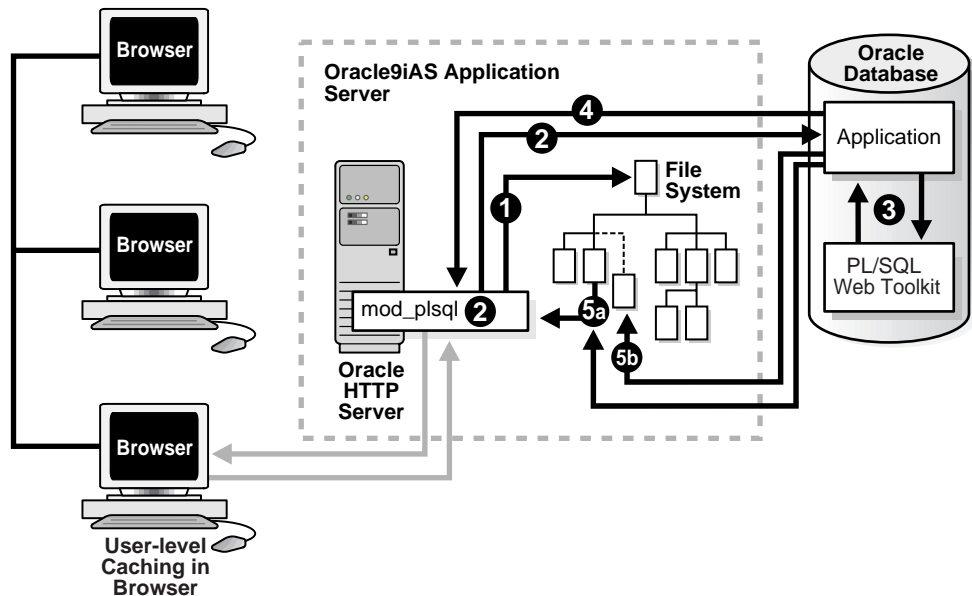 Browser
Browser
Browser
User-level
Caching in
Browser
Oracle9iAS Application
Server
4
2
1
File
System
mod_plsql 2
5a
5b
Oracle
HTTP
Server
Oracle
Database
Application
3
PL/SQL
Web Toolkit